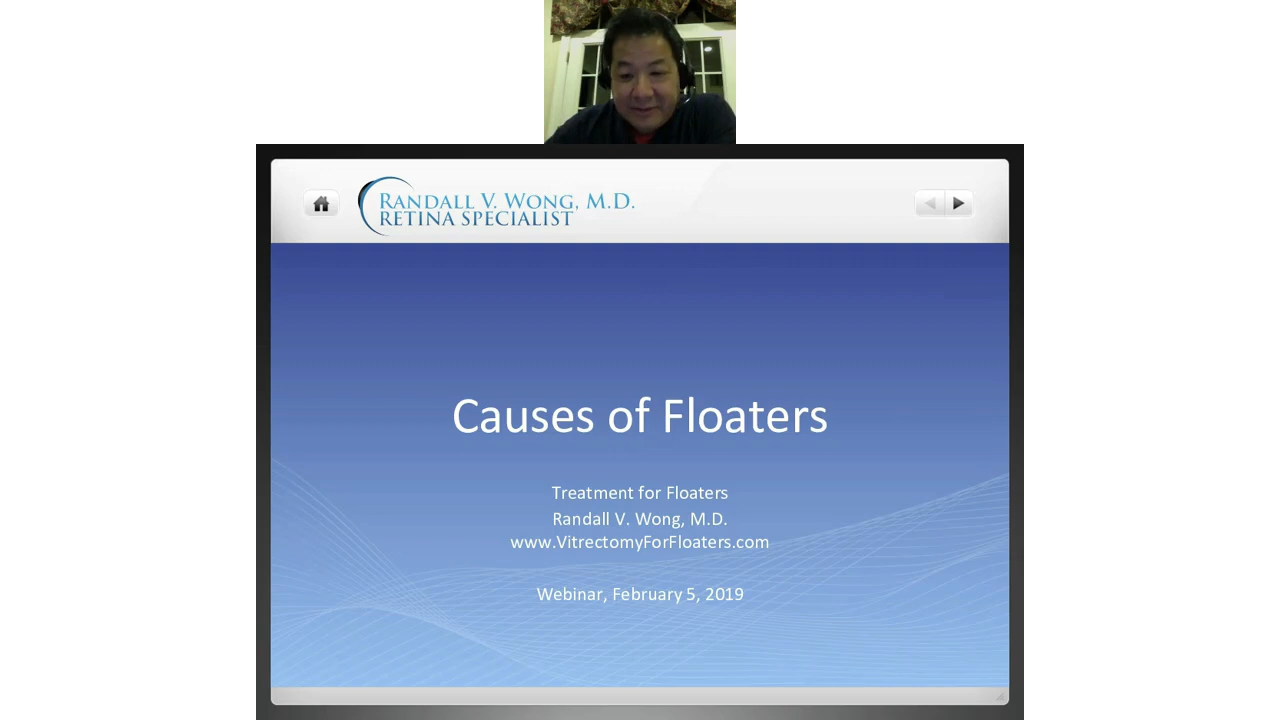 RANDALL V. WONG, M.D.
RETINA SPECIALIST
Causes of Floaters
Treatment for Floaters
Randall V. Wong, M.D.
www.VitrectomyForFloaters.com
Webinar, February 5, 2019